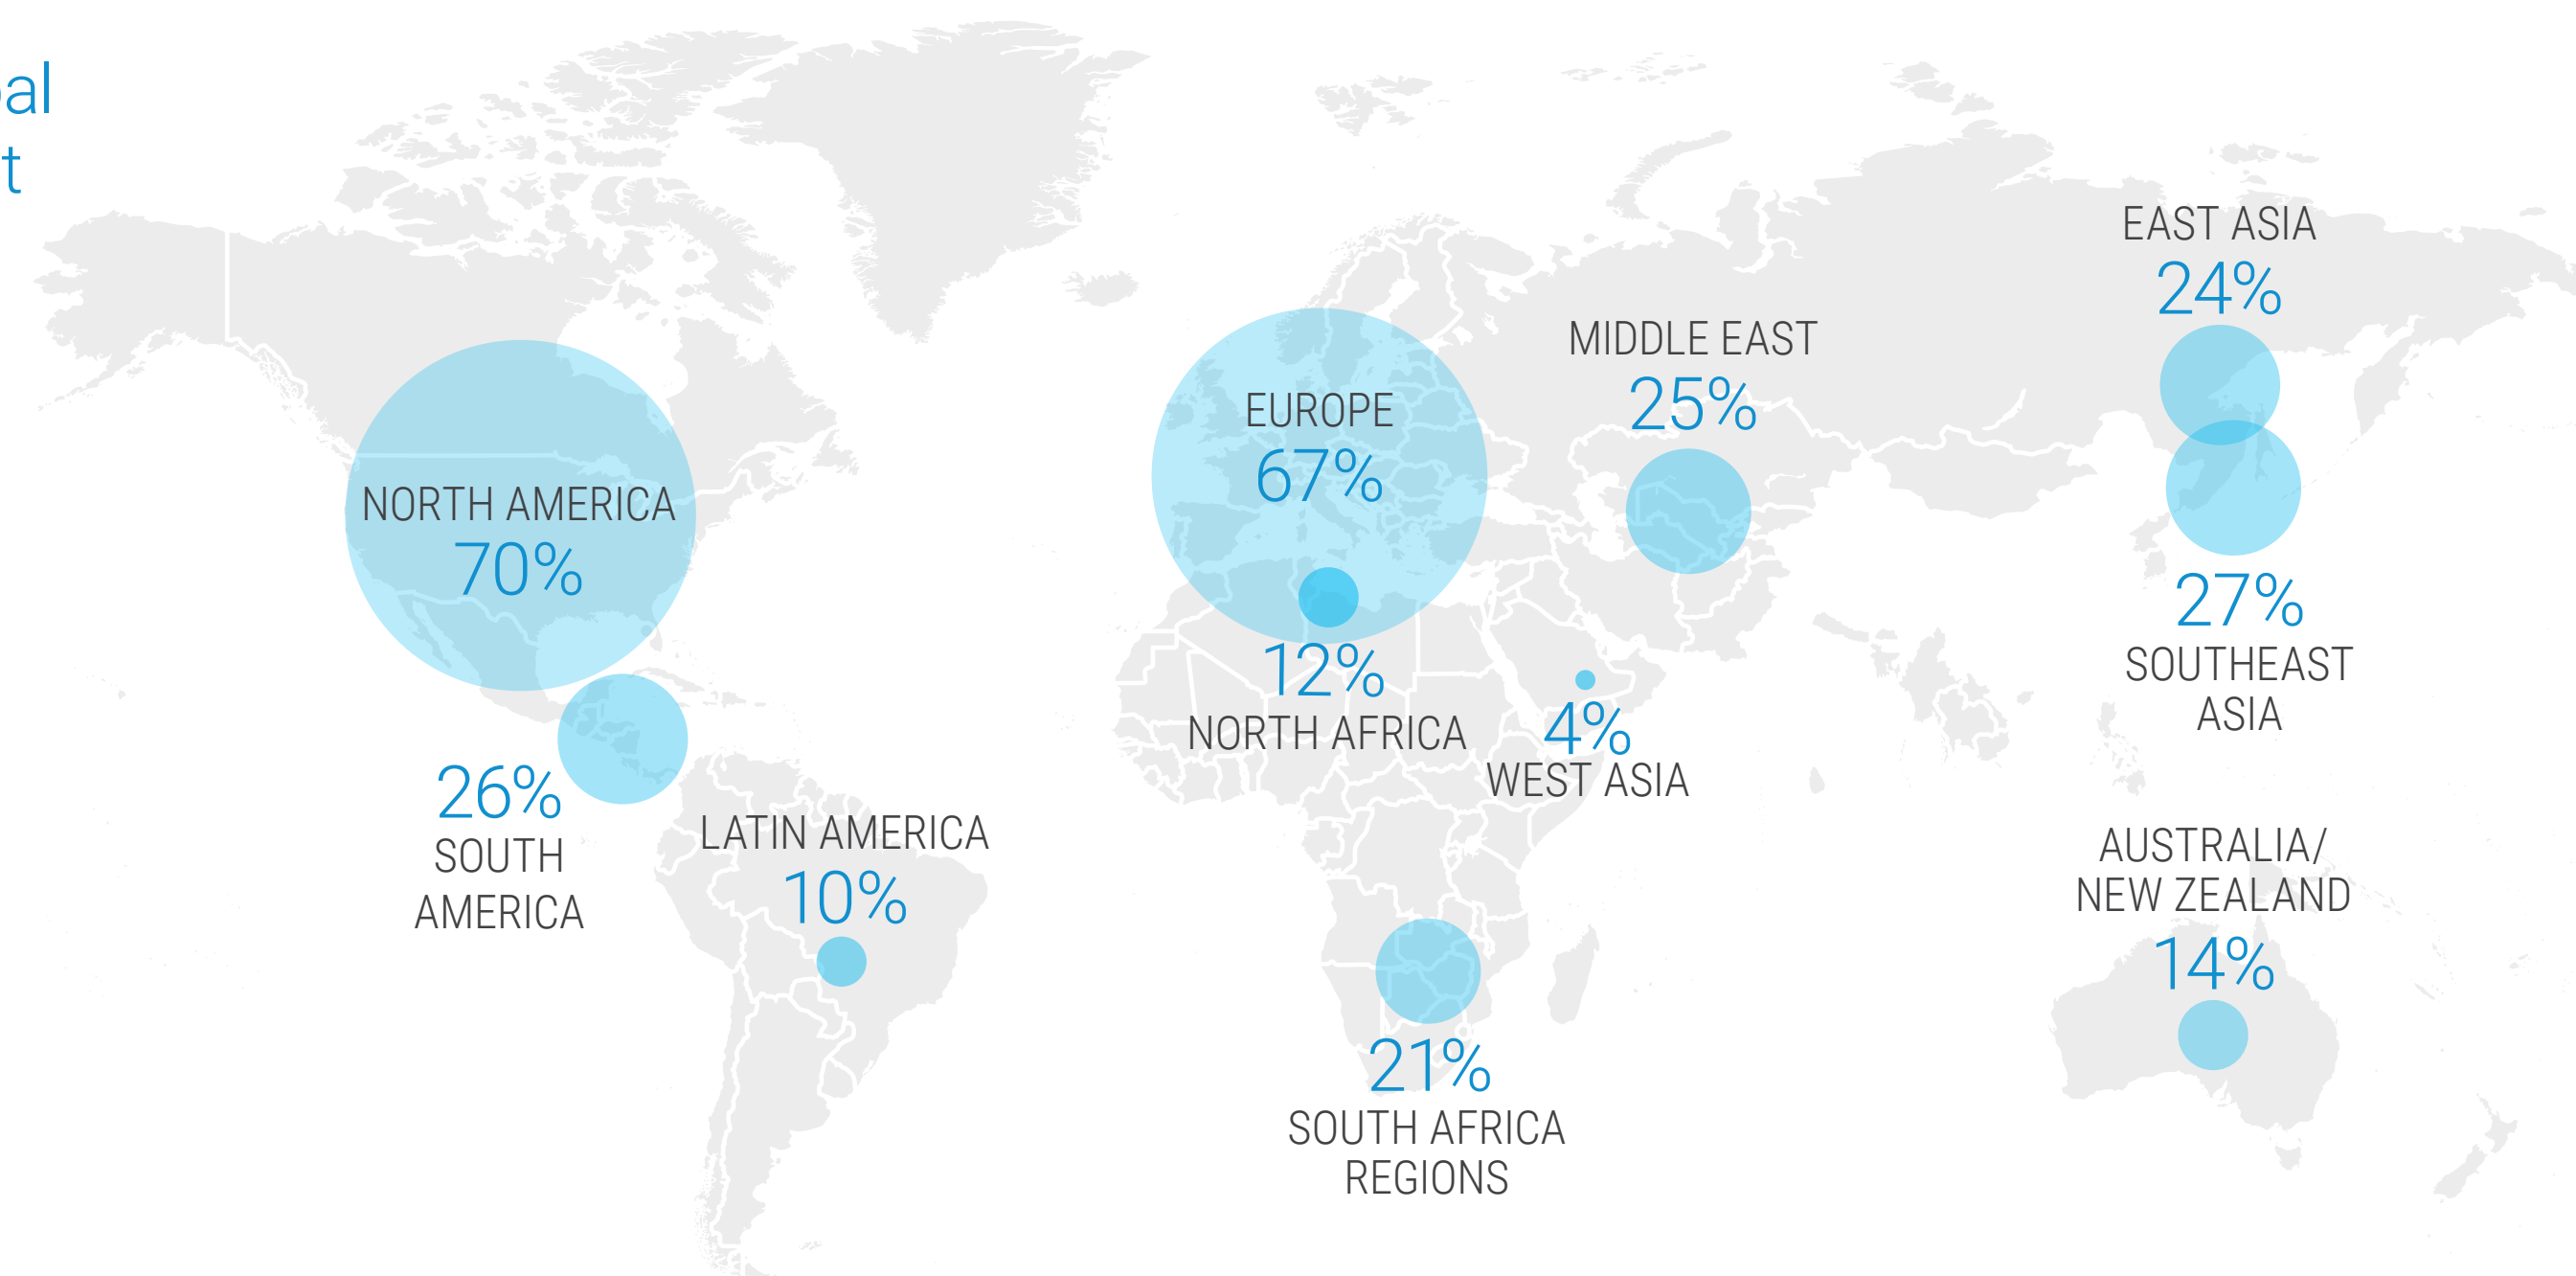 EAST ASIA
24%
MIDDLE EAST
25%
EUROPE
67%
NORTH AMERICA
70%
27%
SOUTHEAST
ASIA
12%
NORTH AFRICA
4%
WEST ASIA
26%
SOUTH
AMERICA
LATIN AMERICA
10%
AUSTRALIA/
NEW ZEALAND
14%
21%
SOUTH AFRICA
REGIONS